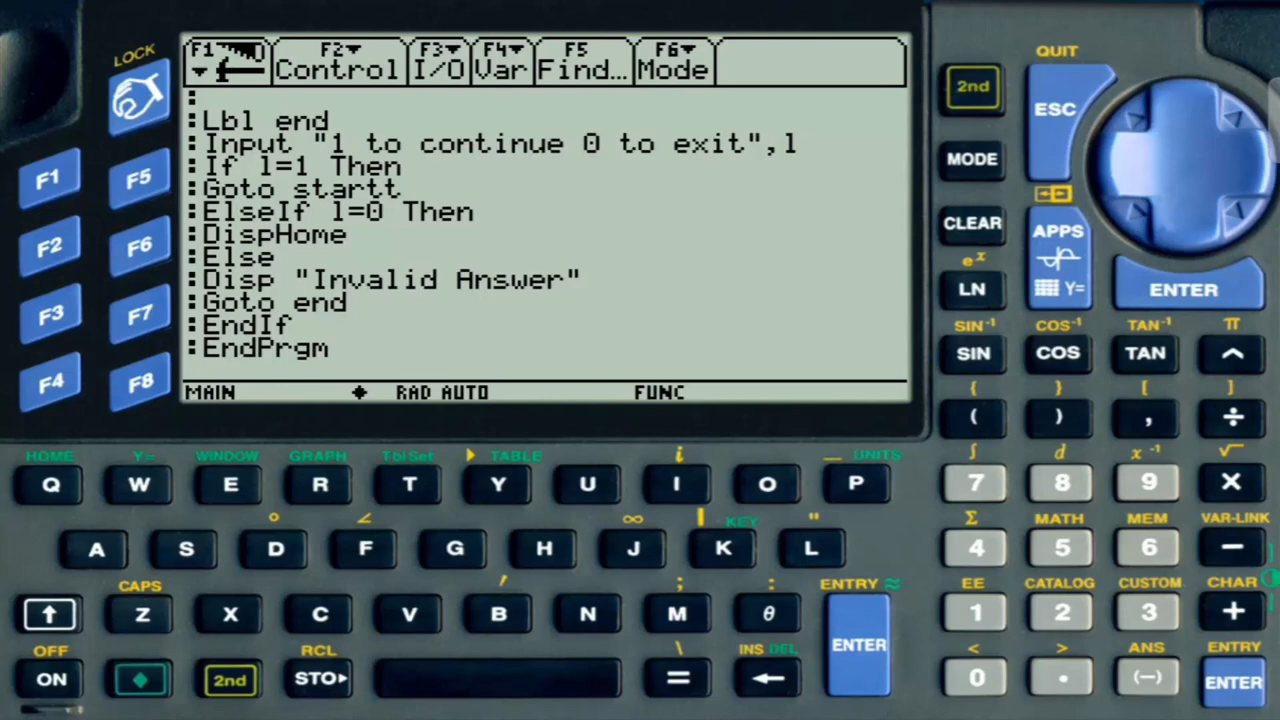 LOCK
F1 F2 F3 F4 F5 F6
Control I/O Var Find... Mode
:
:Lbl end
:Input "1 to continue 0 to exit",l
:If l=1 Then
:Goto startt
:ElseIf l=0 Then
:DispHome
:Else
:Disp "Invalid Answer"
:Goto end
:EndIf
:EndPrgm
MAIN RAD AUTO FUNC
F1 F5
F2 F6
F3 F7
F4 F8
QUIT
2nd ESC
MODE
CLEAR APPS
eˣ Y=
LN ENTER
SIN⁻¹ COS⁻¹ TAN⁻¹ π
SIN COS TAN ^
{ } [ ]
( ) , ÷
HOME Y= WINDOW GRAPH TblSet TABLE i _ UNITS
Q W E R T Y U I O P
∫ d x⁻¹ √
7 8 9 ×
° ∠ ∞ | KEY "
A S D F G H J K L
Σ MATH MEM VAR-LINK
4 5 6 −
CAPS ' ; : ENTRY ≈
↑ Z X C V B N M θ ENTER
EE CATALOG CUSTOM CHAR
1 2 3 +
OFF RCL \ INS DEL
ON ◆ 2nd STO▸ = ←
< > ANS ENTRY
0 . (−) ENTER